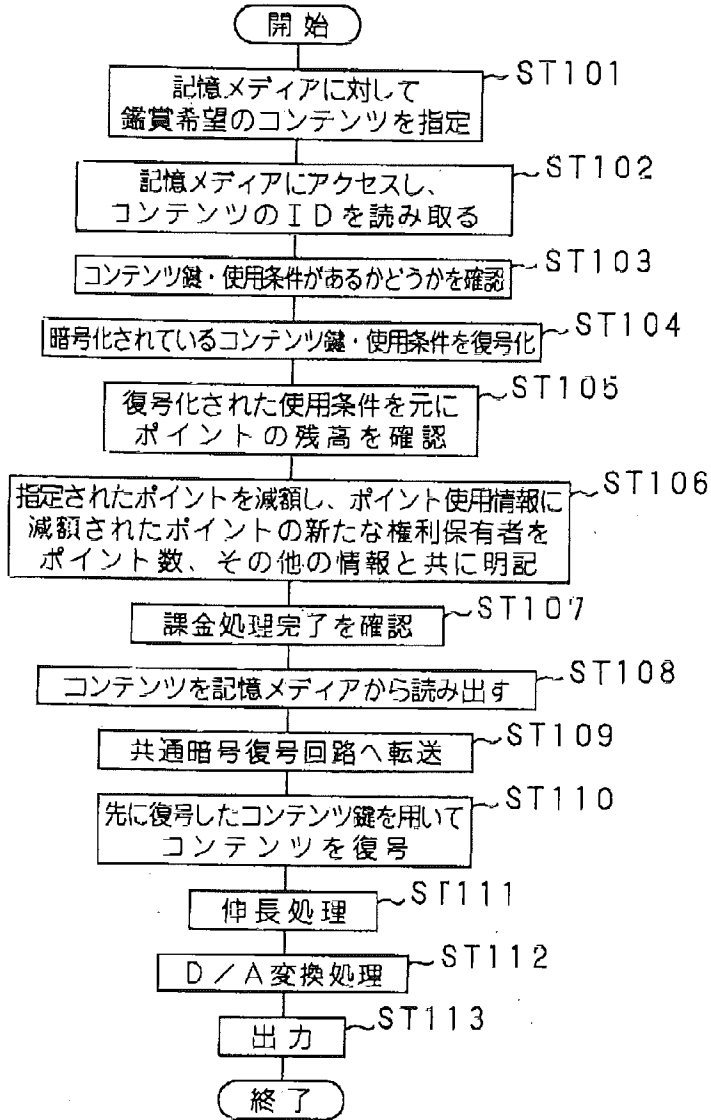 開始
記憶メディアに対して
鑑賞希望のコンテンツを指定
ST101
記憶メディアにアクセスし、
コンテンツのIDを読み取る
ST102
コンテンツ鍵・使用条件があるかどうかを確認
ST103
暗号化されているコンテンツ鍵・使用条件を復号化
ST104
復号化された使用条件を元に
ポイントの残高を確認
ST105
指定されたポイントを減額し、ポイント使用情報に
減額されたポイントの新たな権利保有者を
ポイント数、その他の情報と共に明記
ST106
課金処理完了を確認
ST107
コンテンツを記憶メディアから読み出す
ST108
共通暗号復号回路へ転送
ST109
先に復号したコンテンツ鍵を用いて
コンテンツを復号
ST110
伸長処理
ST111
D/A変換処理
ST112
出力
ST113
終了